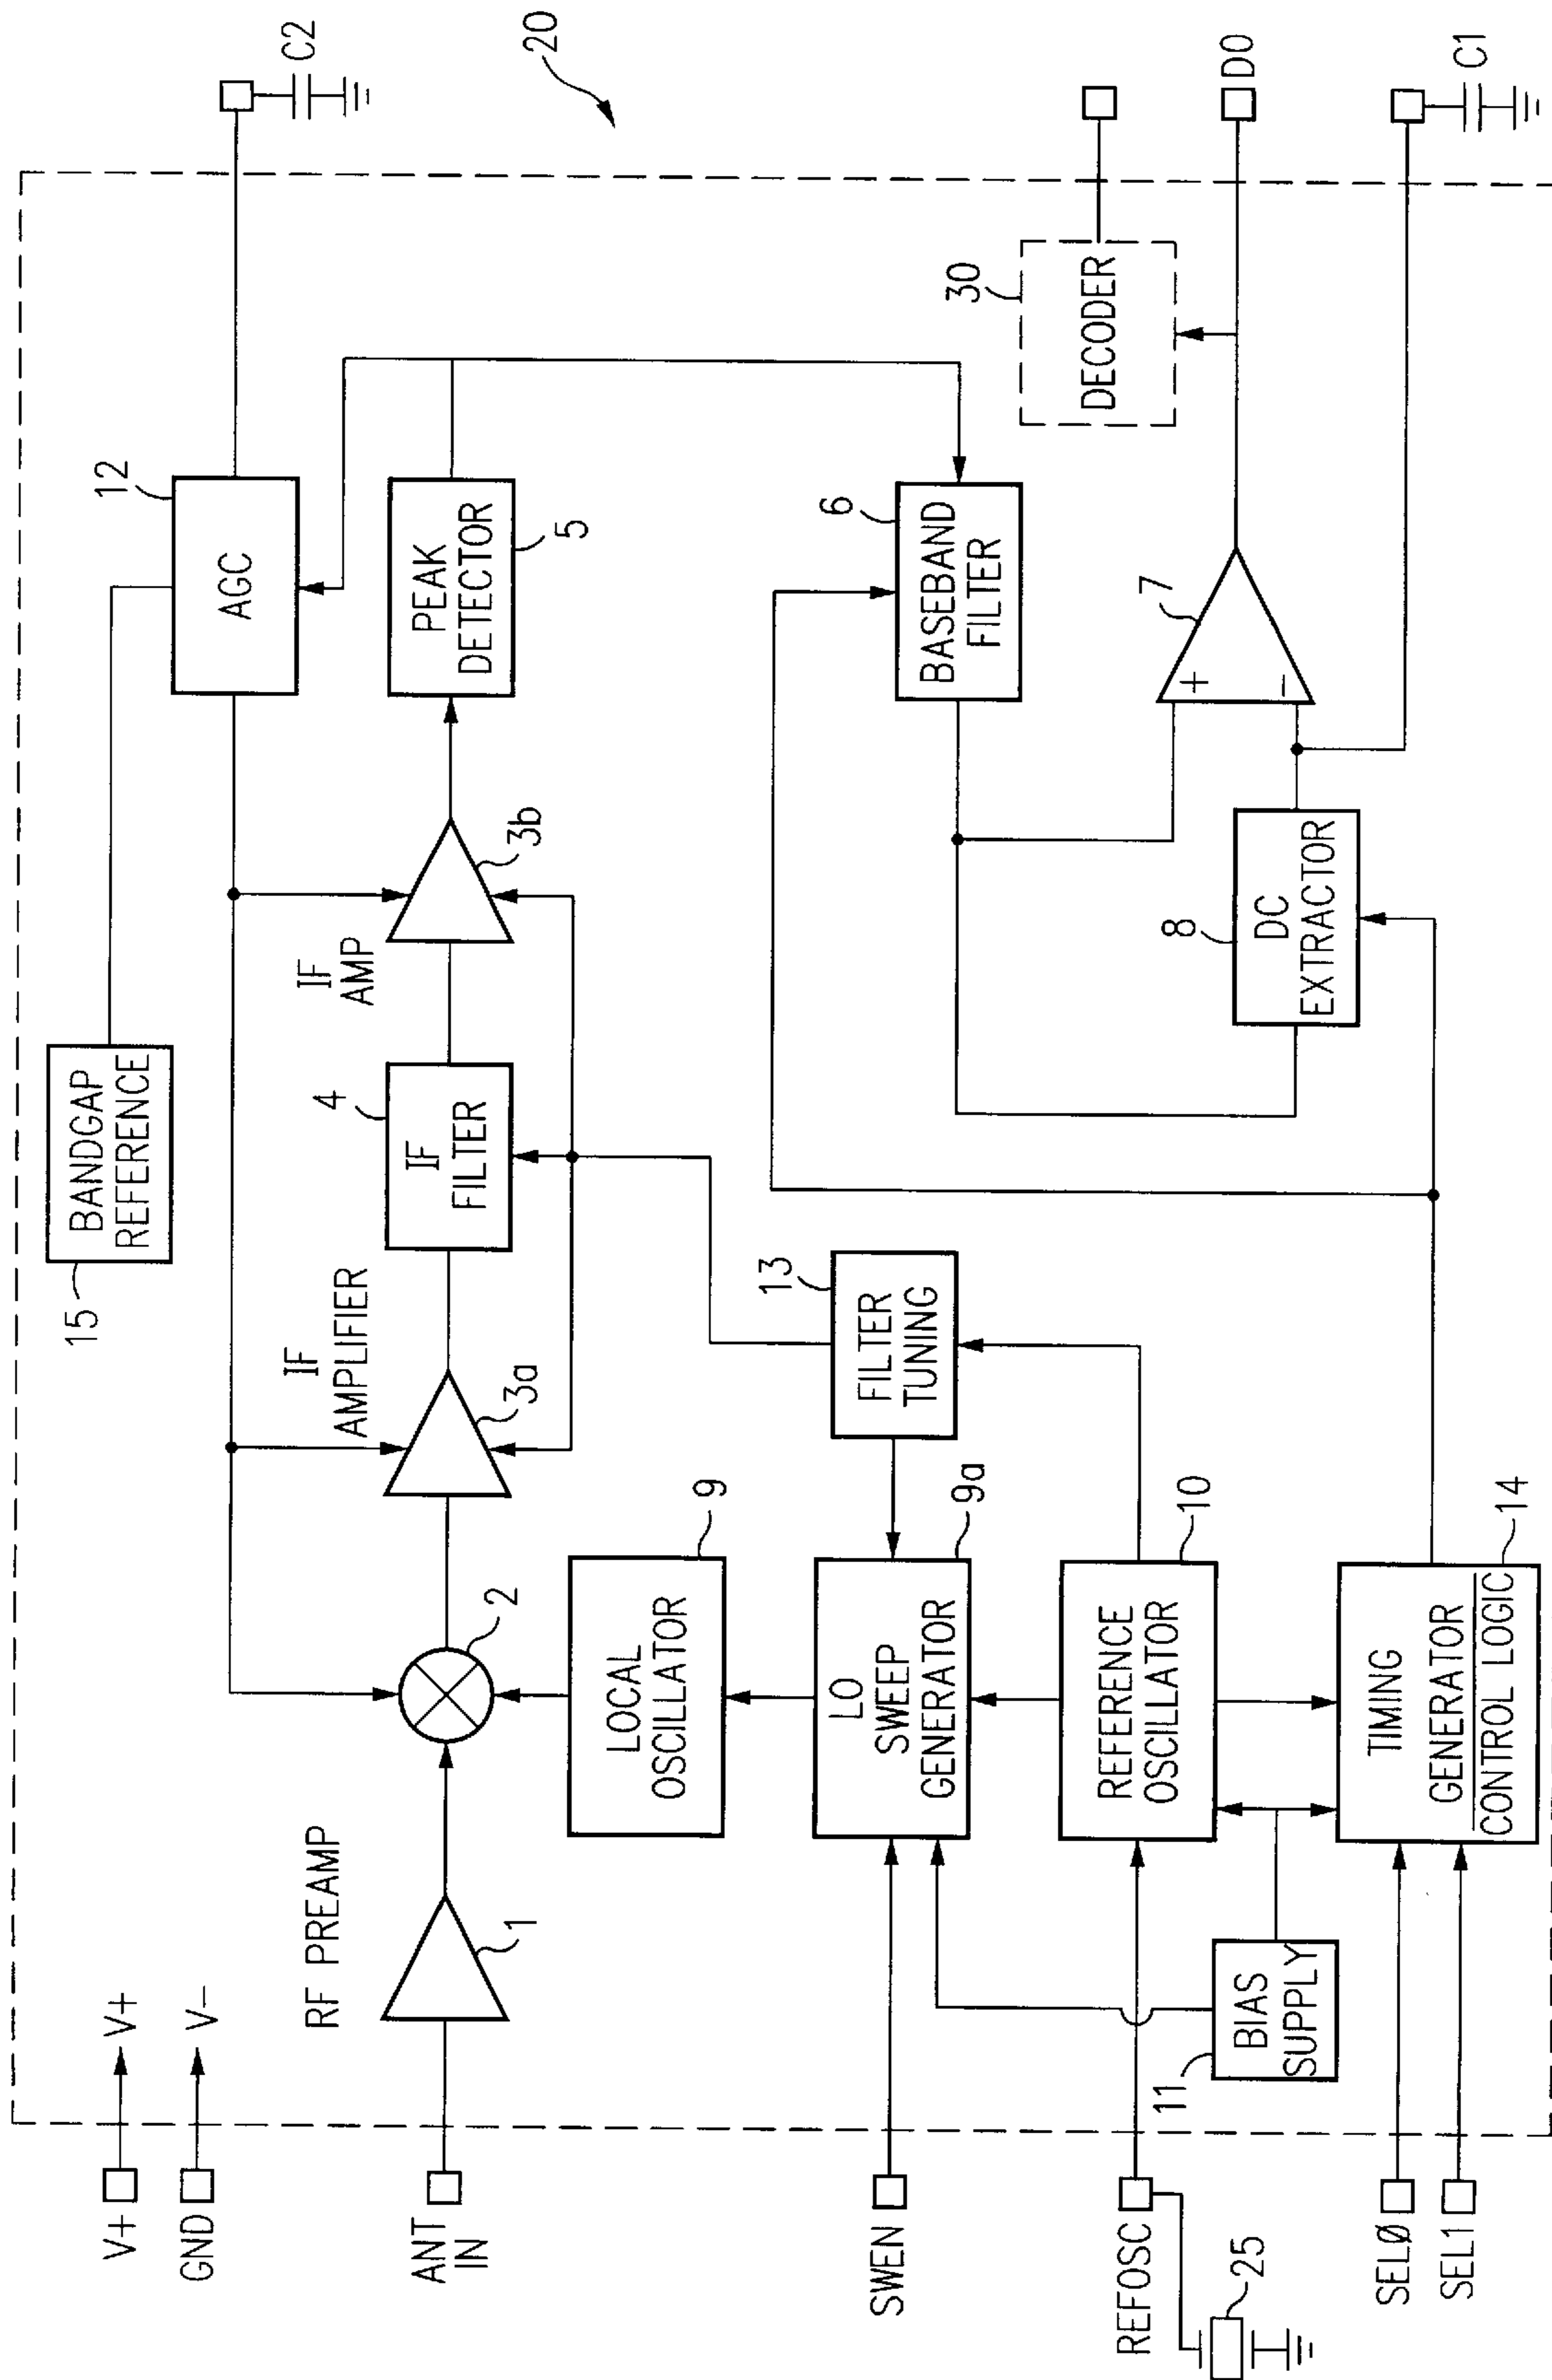 V+
V+
GND
V-
ANT
IN
RF PREAMP
1
2
IF
AMPLIFIER
3a
4
IF
FILTER
IF
AMP
3b
PEAK
DETECTOR
5
15
BANDGAP
REFERENCE
12
AGC
C2
20
LOCAL
OSCILLATOR
9
SWEN
LO
SWEEP
GENERATOR
9a
13
FILTER
TUNING
REFOSC
25
REFERENCE
OSCILLATOR
10
11
BIAS
SUPPLY
SELØ
SEL1
TIMING
GENERATOR
CONTROL LOGIC
14
6
BASEBAND
FILTER
8
DC
EXTRACTOR
7
+
−
30
DECODER
DO
C1